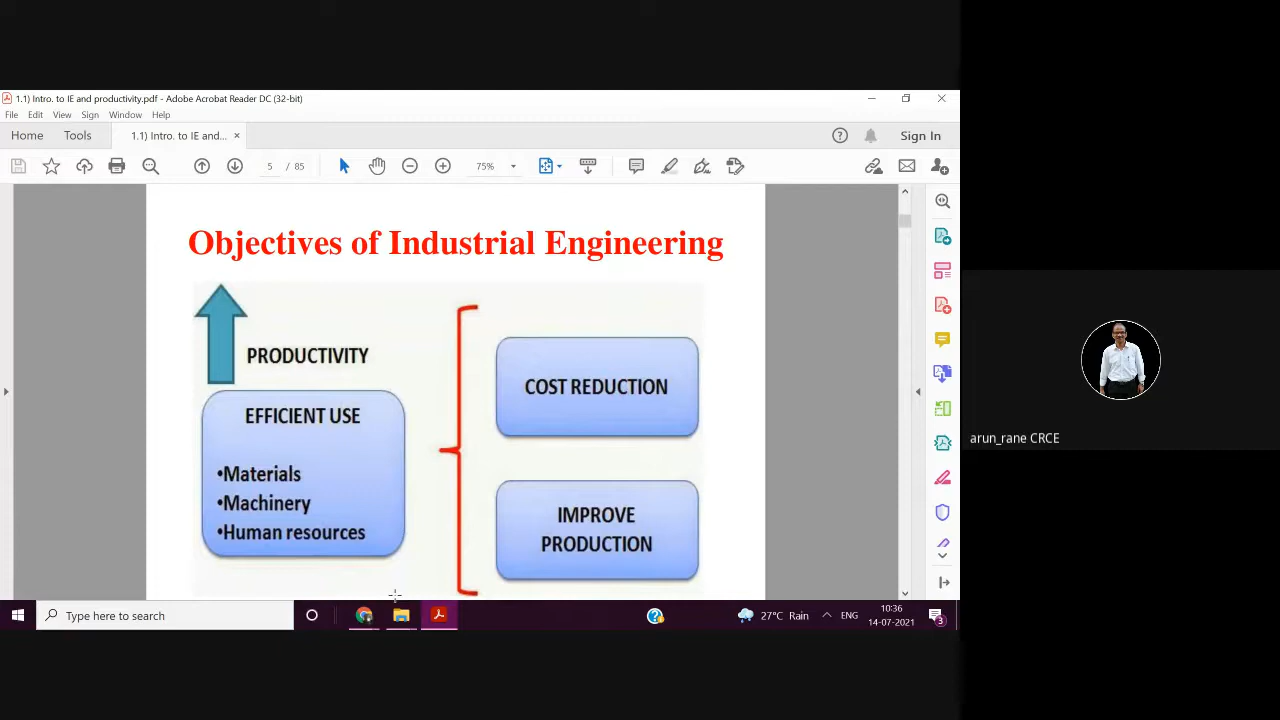 1.1) Intro. to IE and productivity.pdf - Adobe Acrobat Reader DC (32-bit)
File Edit View Sign Window Help
Home Tools 1.1) Intro. to IE and... × Sign In
5 / 85 75%
Objectives of Industrial Engineering
PRODUCTIVITY
EFFICIENT USE
•Materials
•Machinery
•Human resources
COST REDUCTION
IMPROVE
PRODUCTION
arun_rane CRCE
Type here to search
27°C Rain ENG
10:36
14-07-2021
3